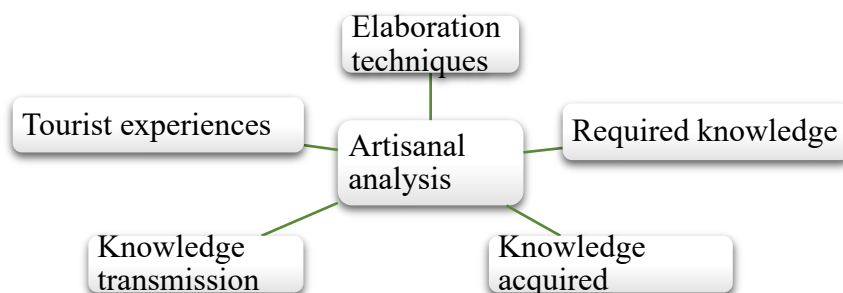 Elaboration
techniques
Tourist experiences
Required knowledge
Artisanal
analysis
Knowledge
transmission
Knowledge
acquired